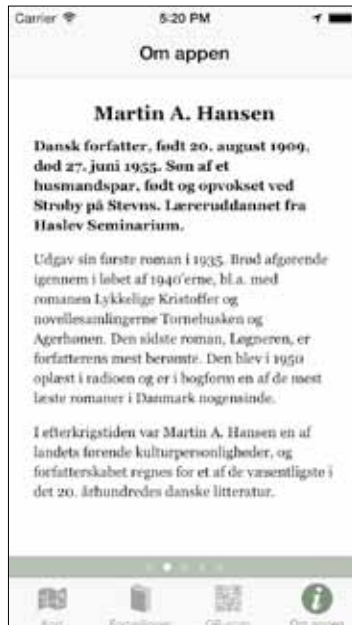 Carrier 5:20 PM
Om appen
Martin A. Hansen
Dansk forfatter, født 20. august 1909,
død 27. juni 1955. Søn af et
husmandspar, født og opvokset ved
Strøby på Stevns. Læreruddannet fra
Haslev Seminarium.
Udgav sin første roman i 1935. Brød afgørende
igennem i løbet af 1940'erne, bl.a. med
romanen Lykkelige Kristoffer og
novellesamlingerne Tornebusken og
Agerhønen. Den sidste roman, Løgneren, er
forfatterens mest berømte. Den blev i 1950
oplæst i radioen og er i bogform en af de mest
læste romaner i Danmark nogensinde.
I efterkrigstiden var Martin A. Hansen en af
landets førende kulturpersonligheder, og
forfatterskabet regnes for et af de væsentligste i
det 20. århundredes danske litteratur.
Kort Om appen